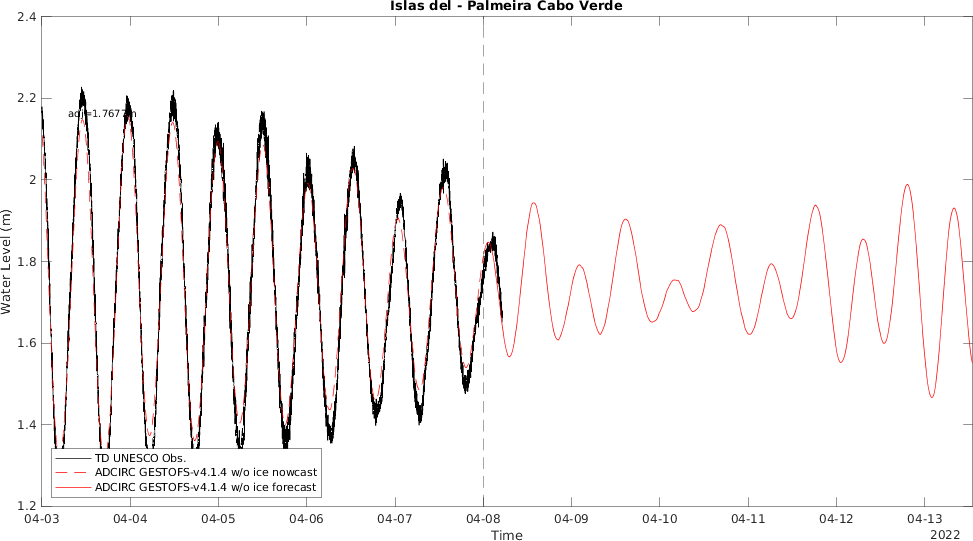 Islas del - Palmeira Cabo Verde
2.4
2.2
2
1.8
1.6
1.4
1.2
Water Level (m)
TD UNESCO Obs.
ADCIRC GESTOFS-v4.1.4 w/o ice nowcast
ADCIRC GESTOFS-v4.1.4 w/o ice forecast
04-03 04-04 04-05 04-06 04-07 04-08 04-09 04-10 04-11 04-12 04-13
Time
2022